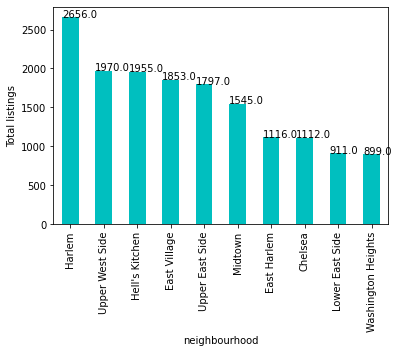 2656.0
1970.0
1955.0
1853.0
1797.0
1545.0
1116.0
1112.0
911.0
899.0
2500
2000
1500
1000
500
0
Total listings
Harlem
Upper West Side
Hell's Kitchen
East Village
Upper East Side
Midtown
East Harlem
Chelsea
Lower East Side
Washington Heights
neighbourhood